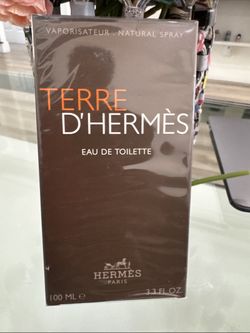 VAPORISATEUR - NATURAL SPRAY
TERRE
D'HERMÈS
EAU DE TOILETTE
HERMÈS
PARIS
100 ML ℮
3.3 FL.OZ